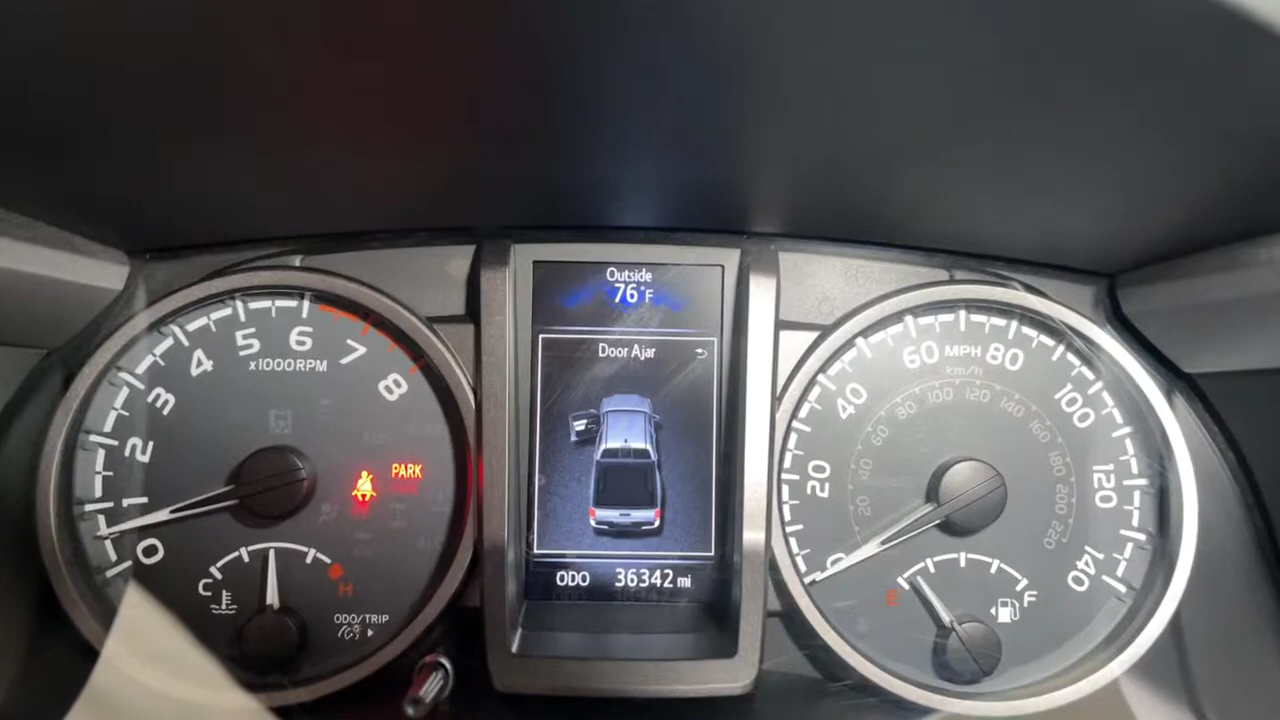 0
1
2
3
4
5
6
7
8
x1000RPM
PARK
C
H
ODO/TRIP
Outside
76°F
Door Ajar
ODO 36342 mi
0
20
40
60
MPH
80
100
120
140
km/h
20
40
60
80
100
120
140
160
180
200
220
E
F